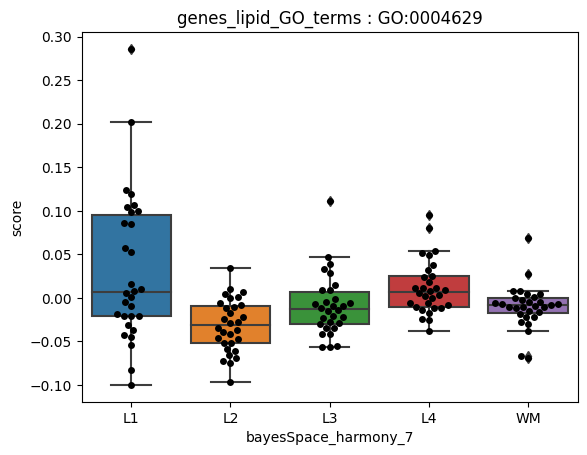 genes_lipid_GO_terms : GO:0004629
0.30
0.25
0.20
0.15
0.10
0.05
0.00
−0.05
−0.10
score
L1 L2 L3 L4 WM
bayesSpace_harmony_7